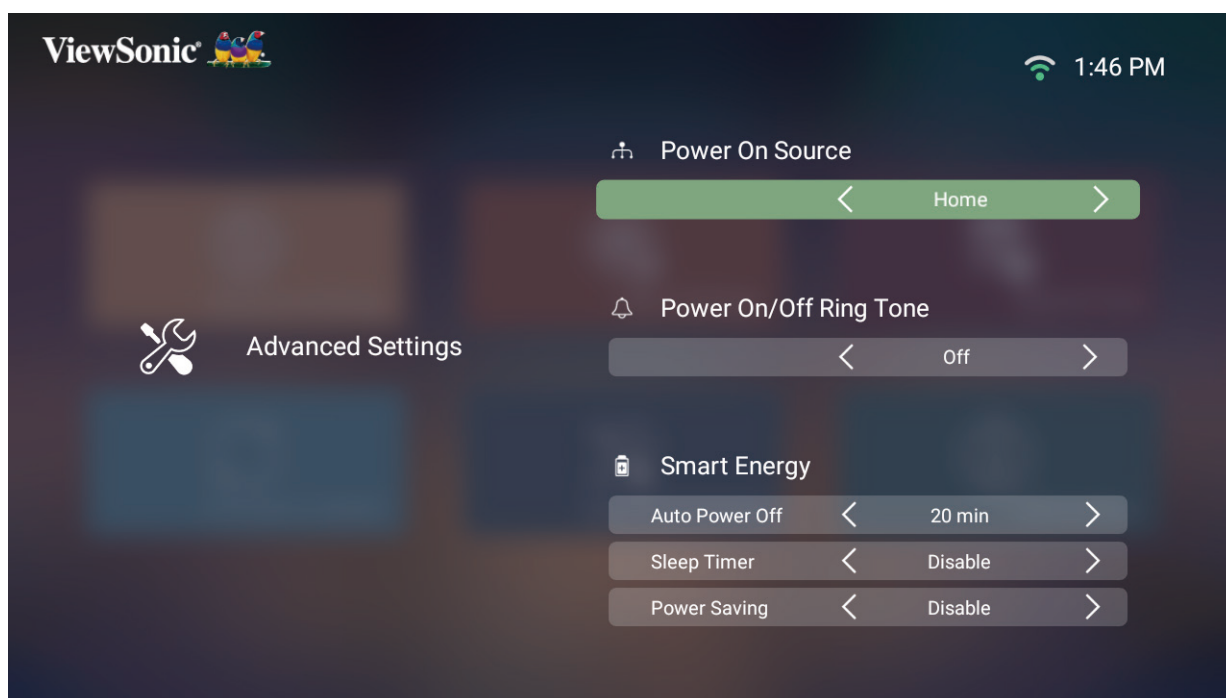 ViewSonic®
1:46 PM
Power On Source
Home
Power On/Off Ring Tone
Off
Advanced Settings
Smart Energy
Auto Power Off 20 min
Sleep Timer Disable
Power Saving Disable